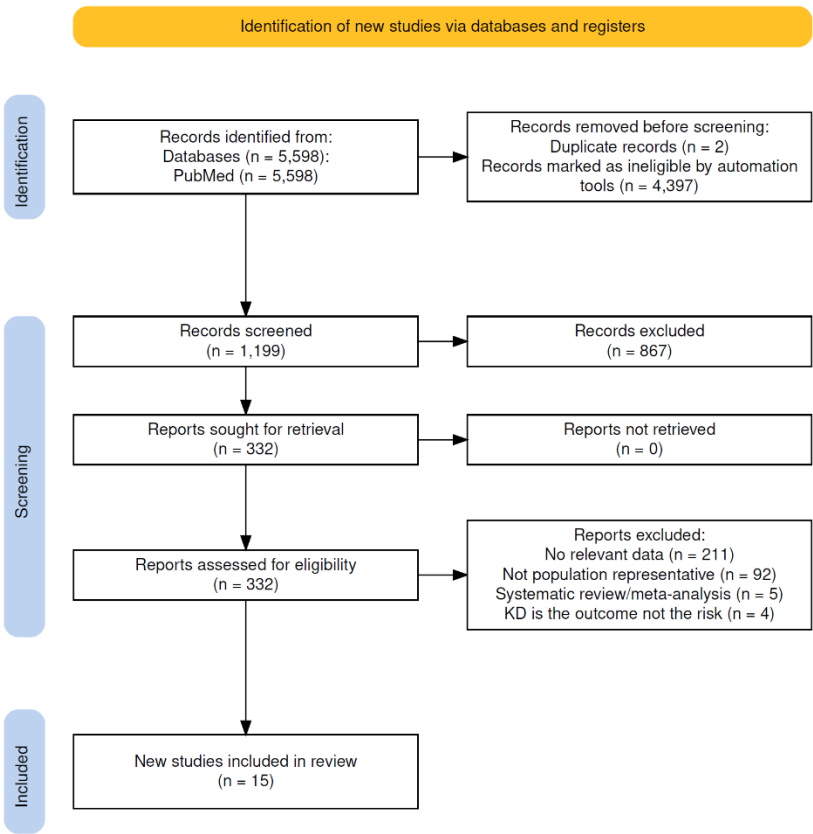 Identification of new studies via databases and registers
Identification
Records identified from:
Databases (n = 5,598):
PubMed (n = 5,598)
Records removed before screening:
Duplicate records (n = 2)
Records marked as ineligible by automation
tools (n = 4,397)
Screening
Records screened
(n = 1,199)
Records excluded
(n = 867)
Reports sought for retrieval
(n = 332)
Reports not retrieved
(n = 0)
Reports assessed for eligibility
(n = 332)
Reports excluded:
No relevant data (n = 211)
Not population representative (n = 92)
Systematic review/meta-analysis (n = 5)
KD is the outcome not the risk (n = 4)
Included
New studies included in review
(n = 15)